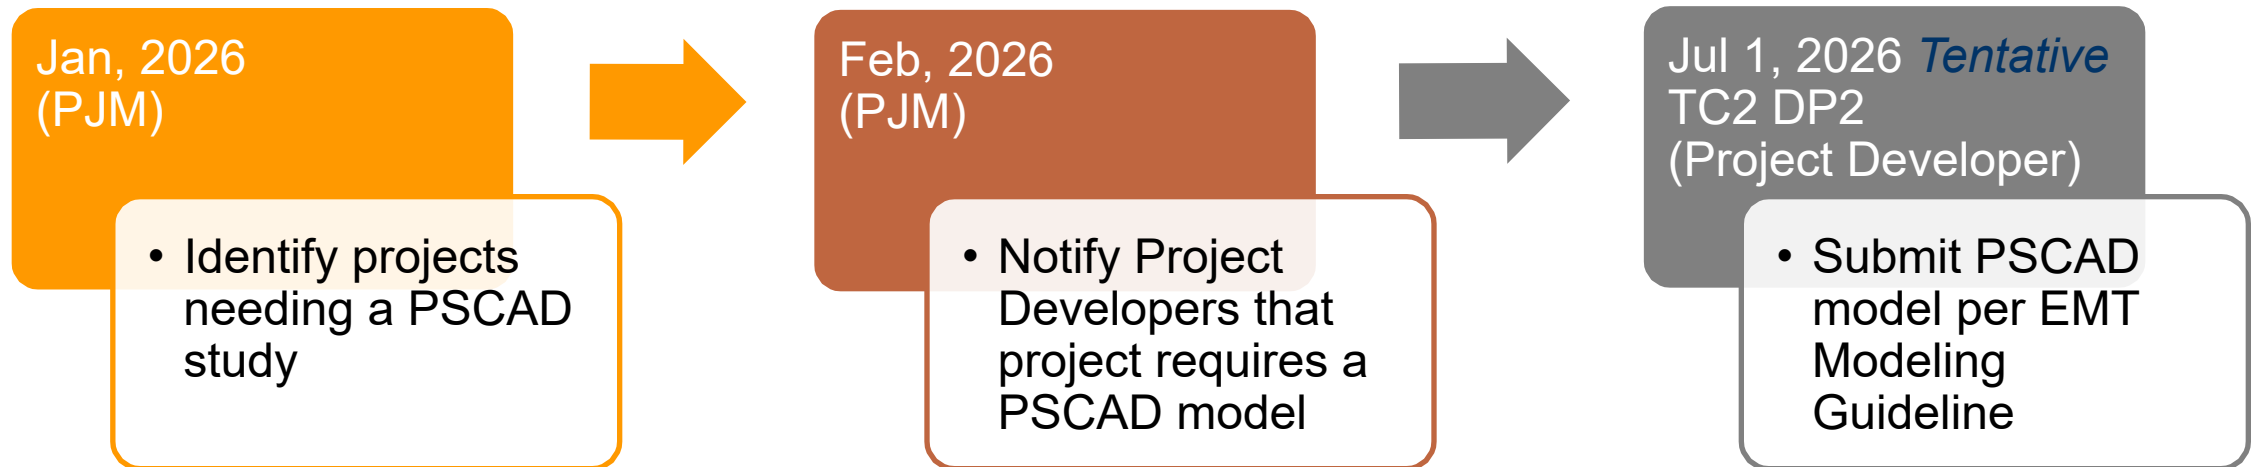 Jan, 2026
(PJM)
• Identify projects
needing a PSCAD
study
Feb, 2026
(PJM)
• Notify Project
Developers that
project requires a
PSCAD model
Jul 1, 2026 Tentative
TC2 DP2
(Project Developer)
• Submit PSCAD
model per EMT
Modeling
Guideline